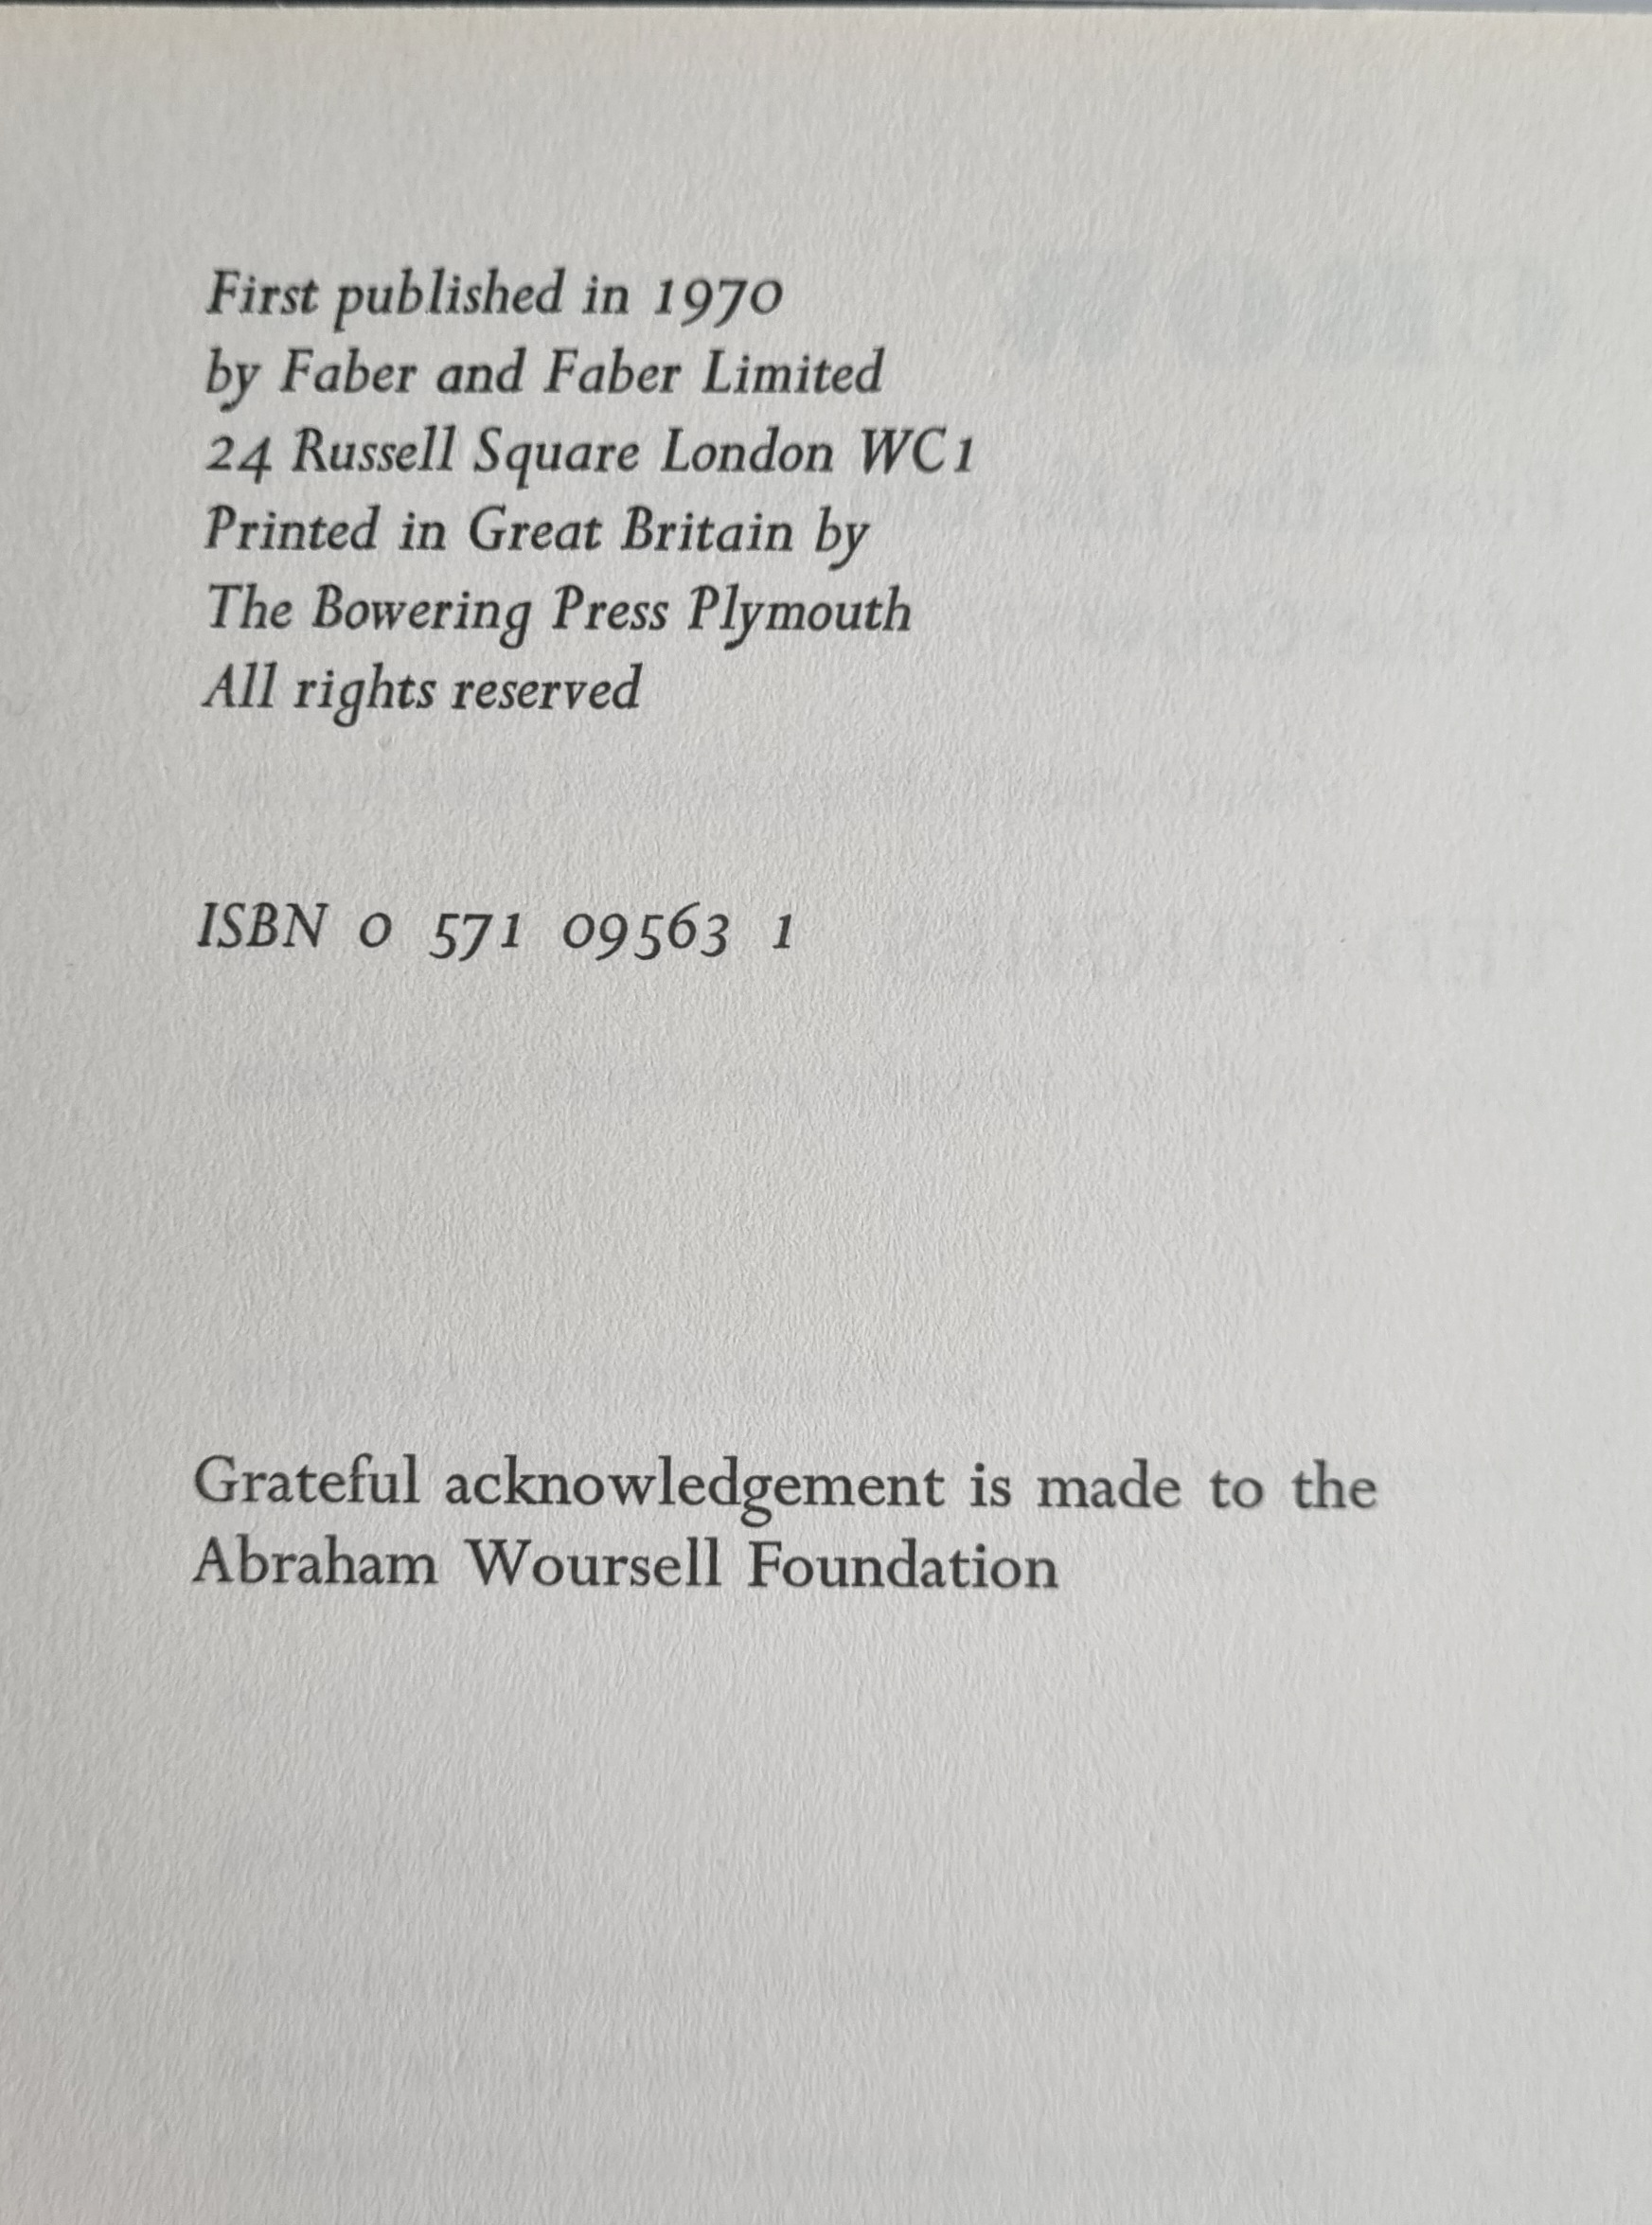 First published in 1970
by Faber and Faber Limited
24 Russell Square London WC1
Printed in Great Britain by
The Bowering Press Plymouth
All rights reserved
ISBN 0 571 09563 1
Grateful acknowledgement is made to the
Abraham Woursell Foundation